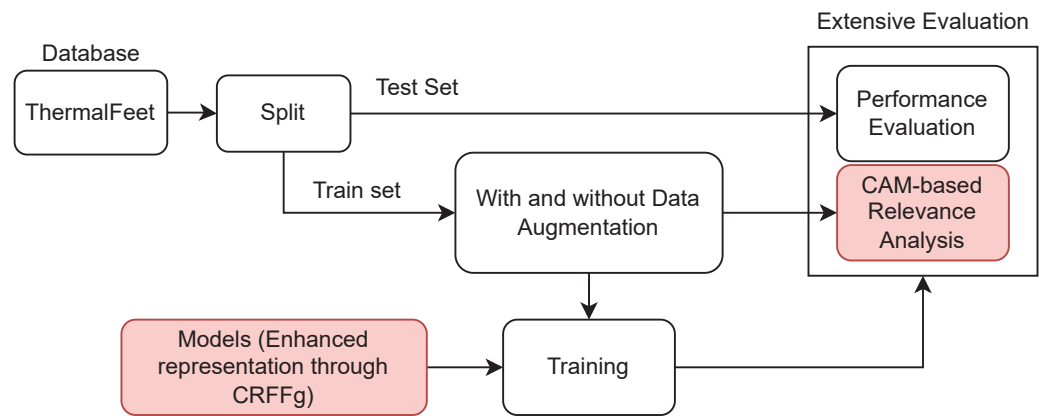 Extensive Evaluation
Database
ThermalFeet
Split
Test Set
Performance
Evaluation
Train set
With and without Data
Augmentation
CAM-based
Relevance
Analysis
Models (Enhanced
representation through
CRFFg)
Training